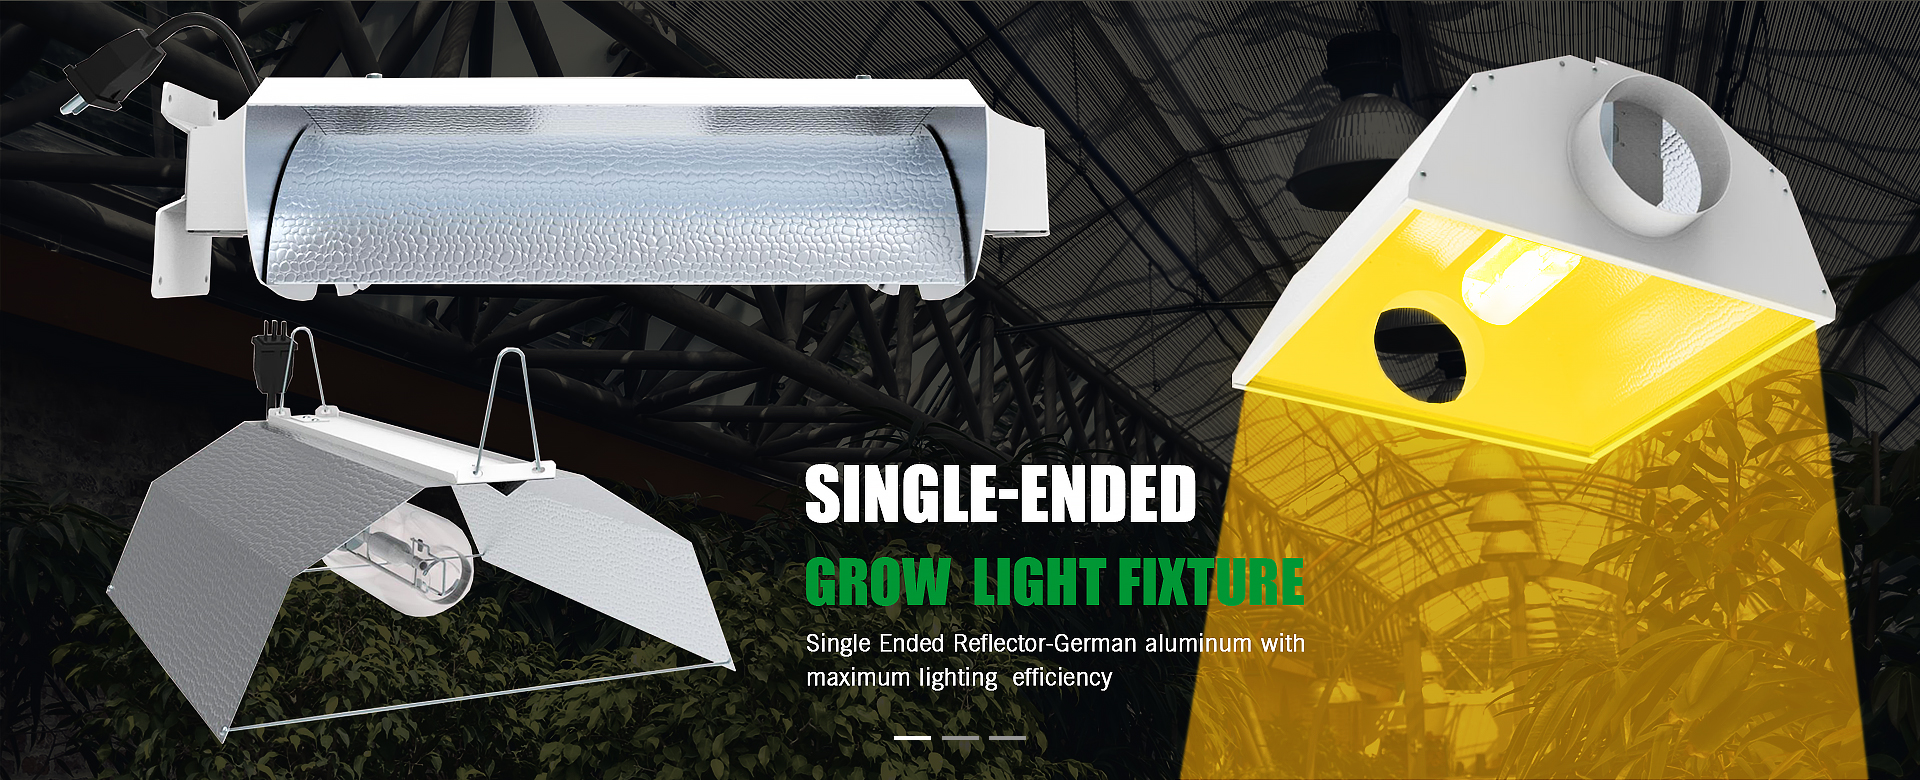 SINGLE-ENDED
GROW LIGHT FIXTURE
Single Ended Reflector-German aluminum with
maximum lighting efficiency